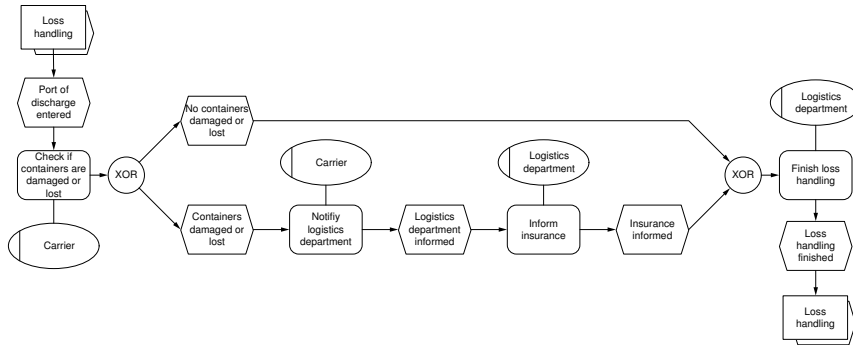 Loss
handling
Port of
discharge
entered
Check if
containers are
damaged or
lost
Carrier
XOR
No containers
damaged or
lost
Containers
damaged or
lost
Carrier
Notifiy
logistics
department
Logistics
department
informed
Logistics
department
Inform
insurance
Insurance
informed
XOR
Logistics
department
Finish loss
handling
Loss
handling
finished
Loss
handling